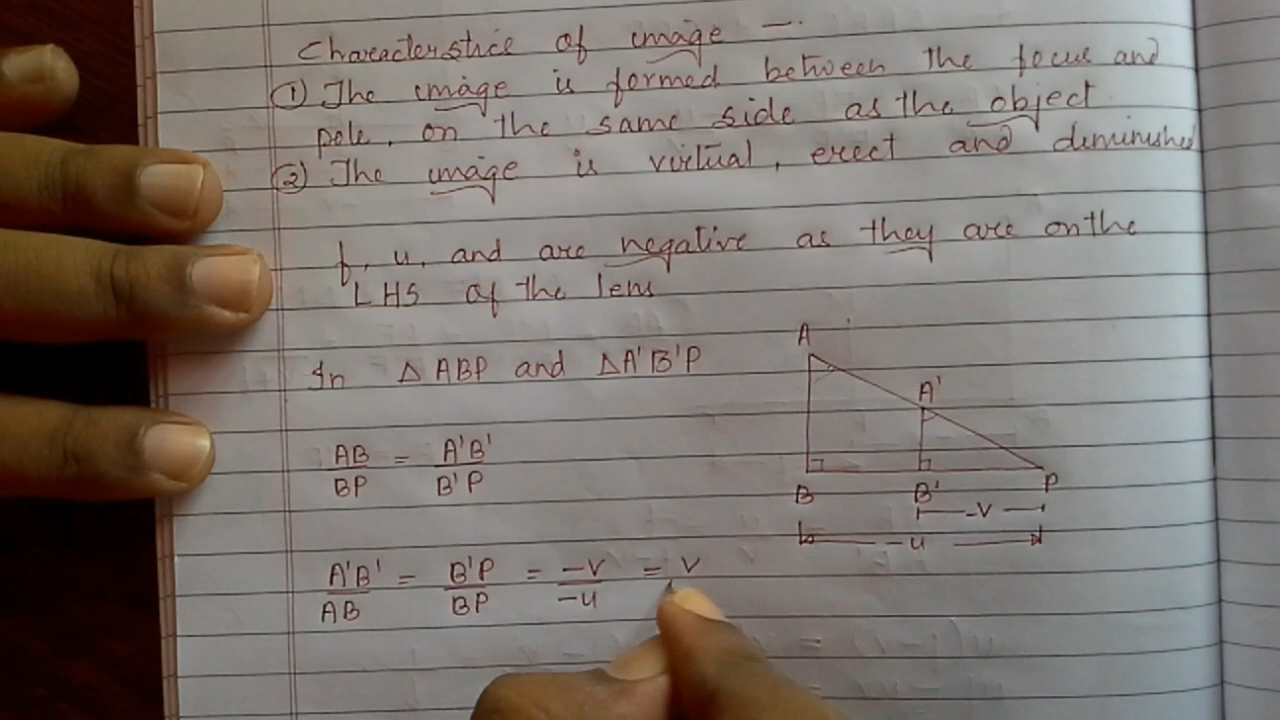 Characterstics of image -.
① The image is formed between the focus and
pole, on the same side as the object.
② The image is virtual, erect and deminished
f, u, and are negative as they are on the
LHS of the lens
In Δ ABP and ΔA'B'P
AB/BP = A'B'/B'P
A'B'/AB = B'P/BP = -v/-u = v
A
A'
B
B'
P
-v
-u